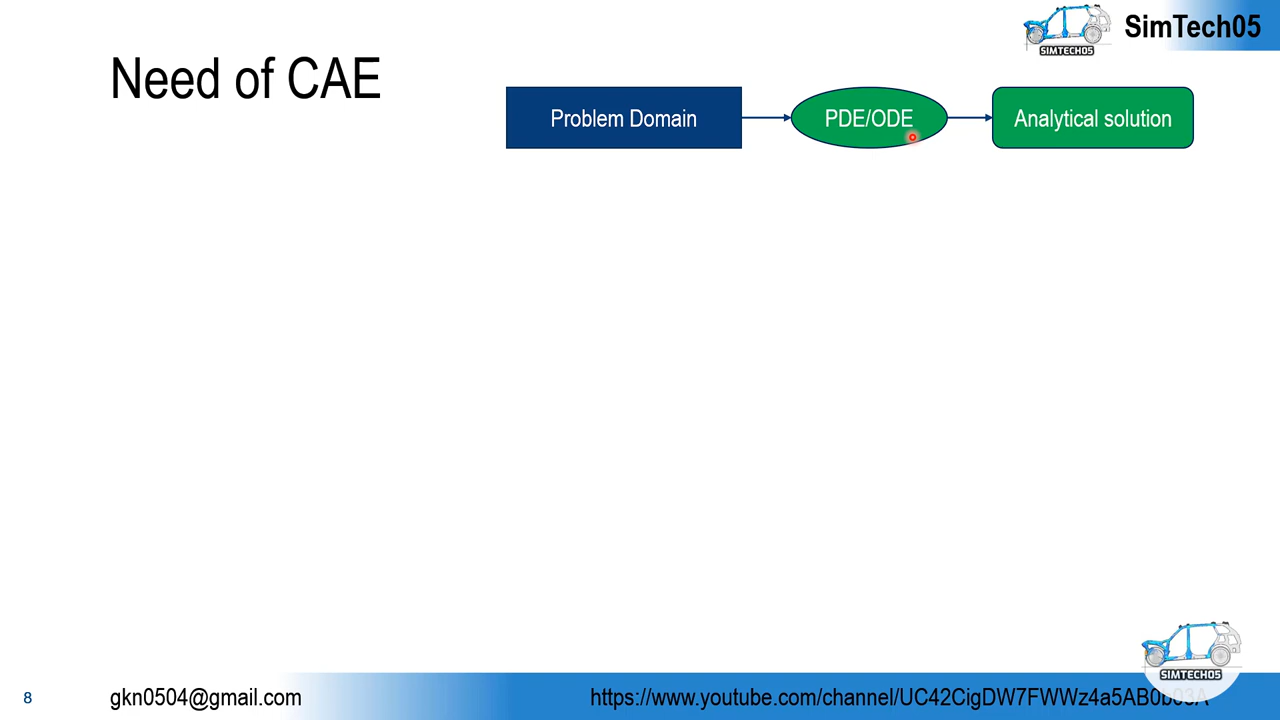 SimTech05
SIMTECH05
Need of CAE
Problem Domain
PDE/ODE
Analytical solution
SIMTECH05
8
gkn0504@gmail.com
https://www.youtube.com/channel/UC42CigDW7FWWz4a5AB0b03A